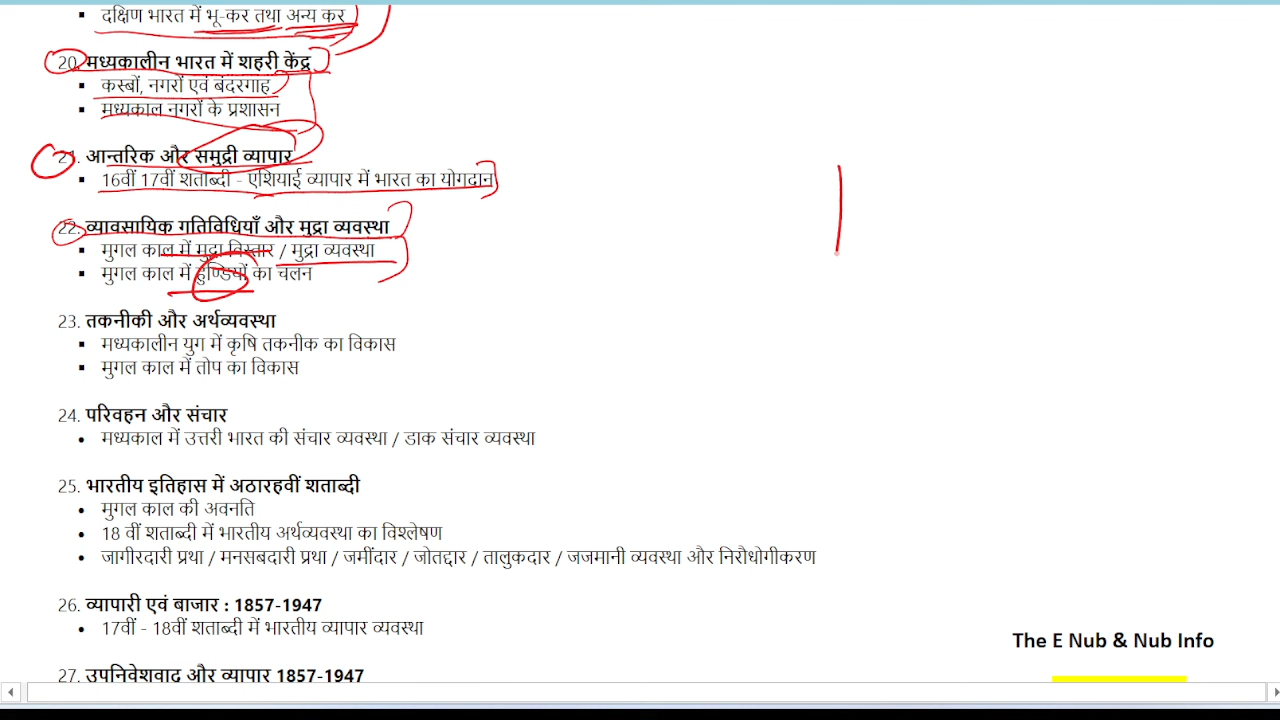 ▪ दक्षिण भारत में भू-कर तथा अन्य कर
20. मध्यकालीन भारत में शहरी केंद्र
▪ कस्बों, नगरों एवं बंदरगाह
▪ मध्यकाल नगरों के प्रशासन
21. आन्तरिक और समुद्री व्यापार
▪ 16वीं 17वीं शताब्दी - एशियाई व्यापार में भारत का योगदान
22. व्यावसायिक गतिविधियाँ और मुद्रा व्यवस्था
▪ मुगल काल में मुद्रा विस्तार / मुद्रा व्यवस्था
▪ मुगल काल में हुण्डियों का चलन
23. तकनीकी और अर्थव्यवस्था
▪ मध्यकालीन युग में कृषि तकनीक का विकास
▪ मुगल काल में तोप का विकास
24. परिवहन और संचार
• मध्यकाल में उत्तरी भारत की संचार व्यवस्था / डाक संचार व्यवस्था
25. भारतीय इतिहास में अठारहवीं शताब्दी
• मुगल काल की अवनति
• 18 वीं शताब्दी में भारतीय अर्थव्यवस्था का विश्लेषण
• जागीरदारी प्रथा / मनसबदारी प्रथा / जमींदार / जोतद्दार / तालुकदार / जजमानी व्यवस्था और निरौधोगीकरण
26. व्यापारी एवं बाजार : 1857-1947
• 17वीं - 18वीं शताब्दी में भारतीय व्यापार व्यवस्था
The E Nub & Nub Info
27. उपनिवेशवाद और व्यापार 1857-1947